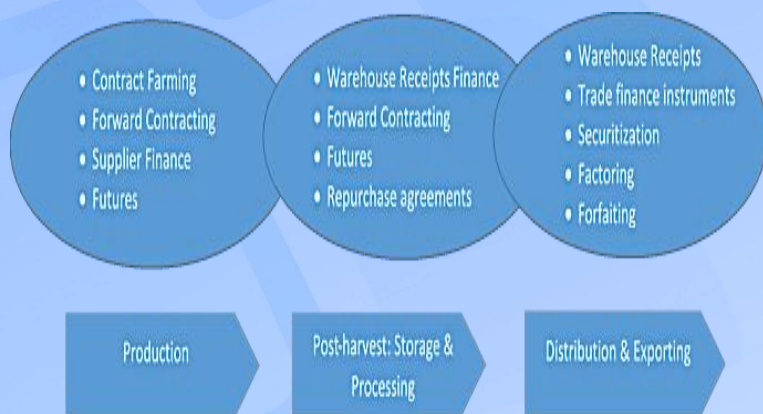 • Contract Farming
• Forward Contracting
• Supplier Finance
• Futures
• Warehouse Receipts Finance
• Forward Contracting
• Futures
• Repurchase agreements
• Warehouse Receipts
• Trade finance instruments
• Securitization
• Factoring
• Forfaiting
Production
Post-harvest: Storage &
Processing
Distribution & Exporting